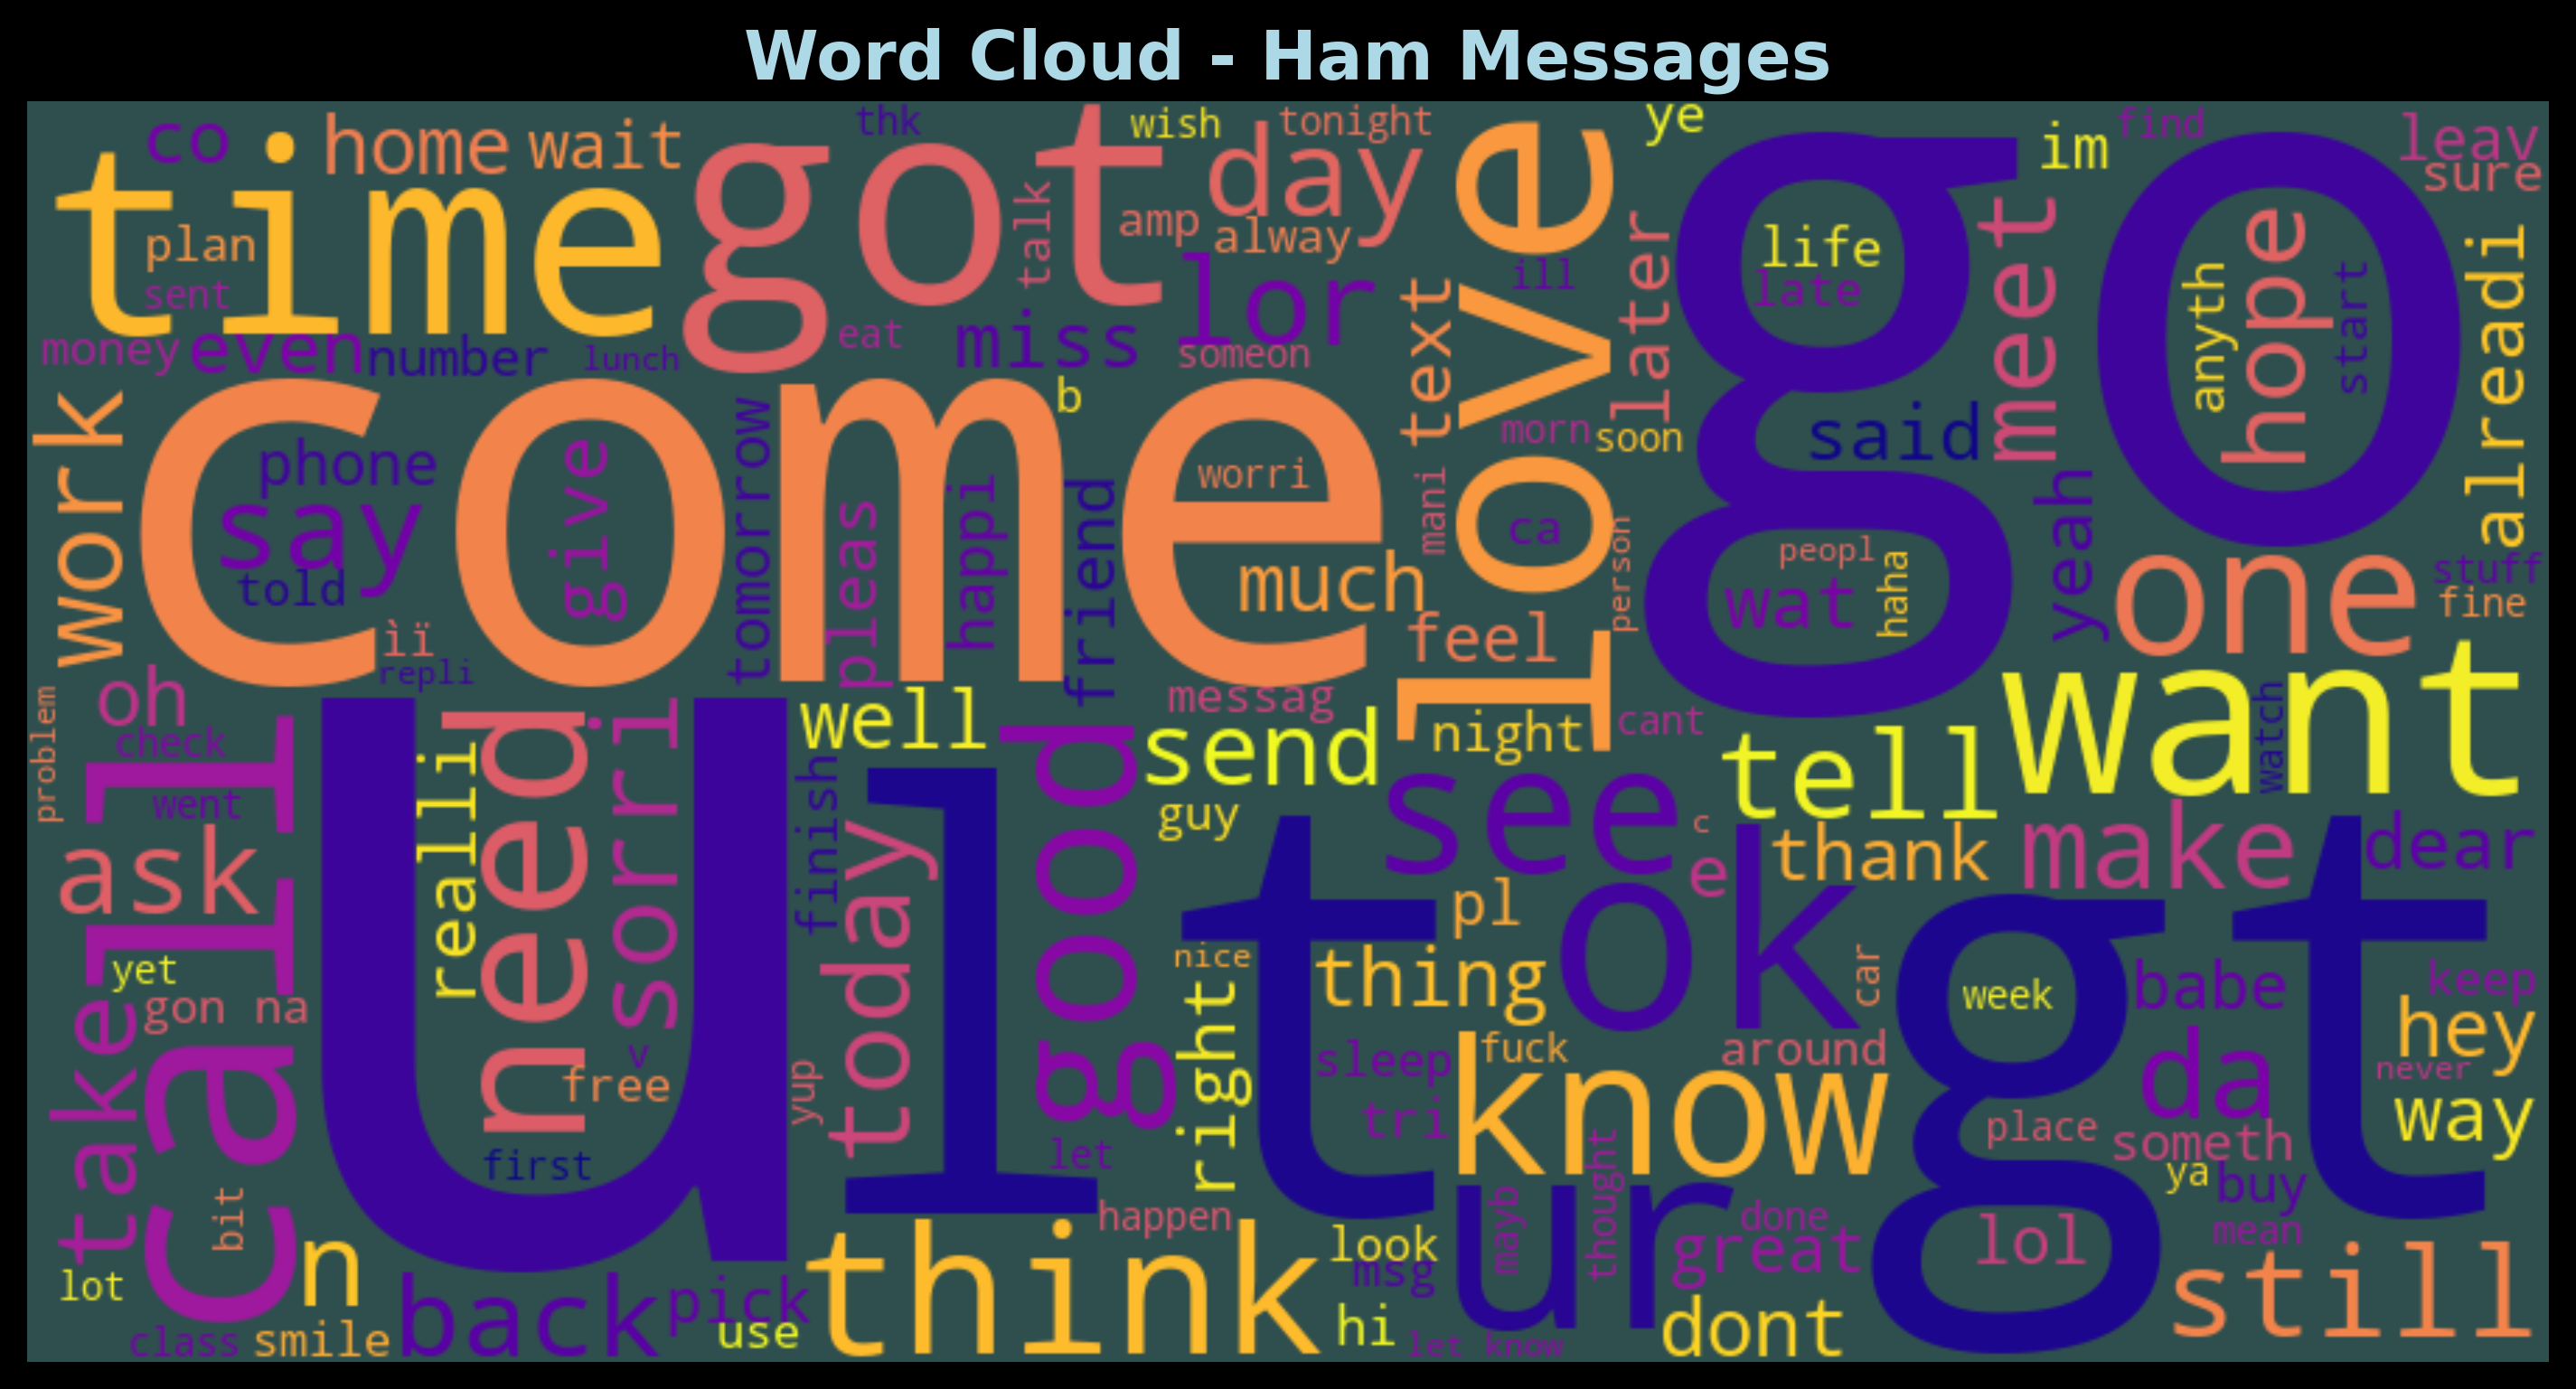 Word Cloud - Ham Messages
co
home
wait
thk
wish
tonight
ye
im
find
leav
sure
time
got
talk
day
amp
alway
love
ill
later
go
life
late
meet
anyth
hope
start
alreadi
plan
sent
money
even
number
lunch
eat
miss
lor
someon
text
work
come
phone
say
told
give
tomorrow
b
pleas
happi
friend
worri
much
morn
soon
mani
ca
person
said
yeah
peopl
wat
haha
one
stuff
fine
ìï
repli
feel
want
watch
problem
oh
check
went
call
u
realli
need
sorri
well
messag
night
cant
send
guy
see
tell
finish
today
lt gt
good
c
e
ok
thank
make
dear
ask
yet
gon na
take
bit
lot
n
class
smile
v
free
first
yup
nice
right
let
pl
thing
car
week
babe
keep
hey
da
never
way
sleep
tri
fuck
around
know
place
someth
ya
buy
mean
happen
think
back
pick
use
look
msg
hi
let know
ur
mayb
thought
done
great
dont
lol
still